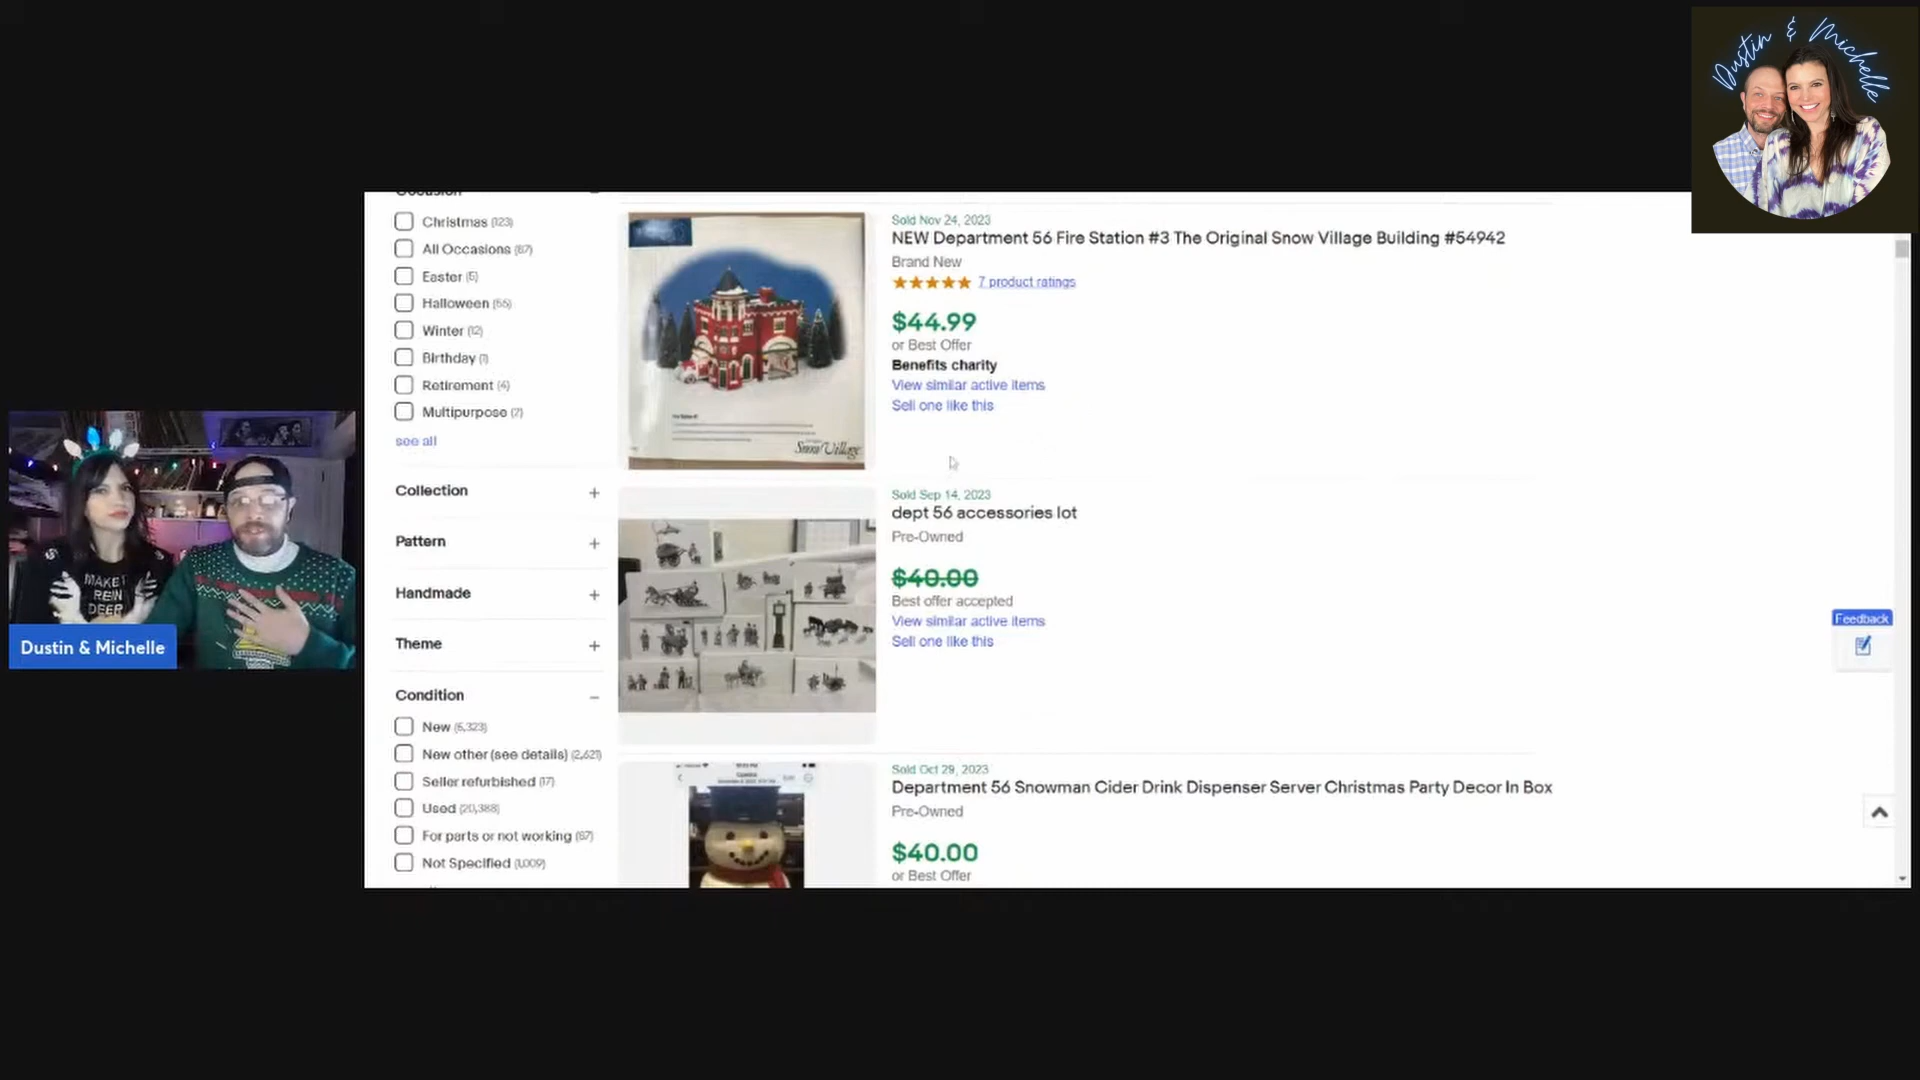 Dustin & Michelle
Occasion
Christmas (123)
All Occasions (87)
Easter (5)
Halloween (55)
Winter (12)
Birthday (1)
Retirement (4)
Multipurpose (2)
see all
Collection
Pattern
Handmade
Theme
Condition
New (5,323)
New other (see details) (2,621)
Seller refurbished (17)
Used (20,388)
For parts or not working (87)
Not Specified (1,009)
Sold Nov 24, 2023
NEW Department 56 Fire Station #3 The Original Snow Village Building #54942
Brand New
7 product ratings
$44.99
or Best Offer
Benefits charity
View similar active items
Sell one like this
Snow Village
Sold Sep 14, 2023
dept 56 accessories lot
Pre-Owned
$40.00
Best offer accepted
View similar active items
Sell one like this
Sold Oct 29, 2023
Department 56 Snowman Cider Drink Dispenser Server Christmas Party Decor In Box
Pre-Owned
$40.00
or Best Offer
Feedback
MAKE I
REIN
DEER
Dustin & Michelle